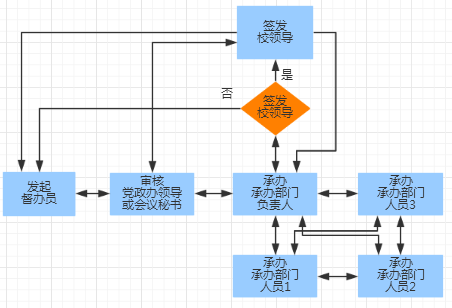 签发
校领导
是
否
签发
校领导
发起
督办员
审核
党政办领导
或会议秘书
承办
承办部门
负责人
承办
承办部门
人员3
承办
承办部门
人员1
承办
承办部门
人员2